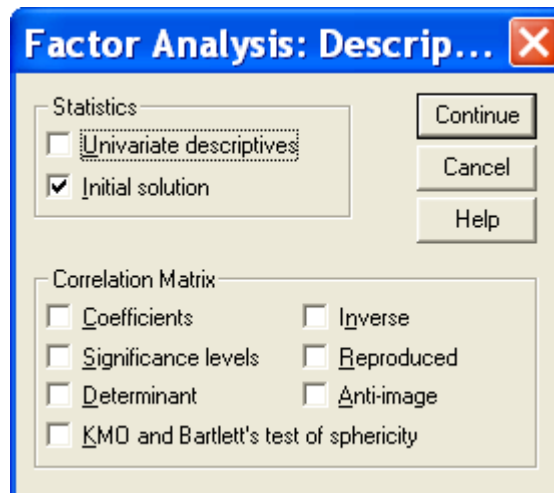 Factor Analysis: Descrip...
Statistics
Univariate descriptives
Initial solution
Continue
Cancel
Help
Correlation Matrix
Coefficients
Inverse
Significance levels
Reproduced
Determinant
Anti-image
KMO and Bartlett's test of sphericity